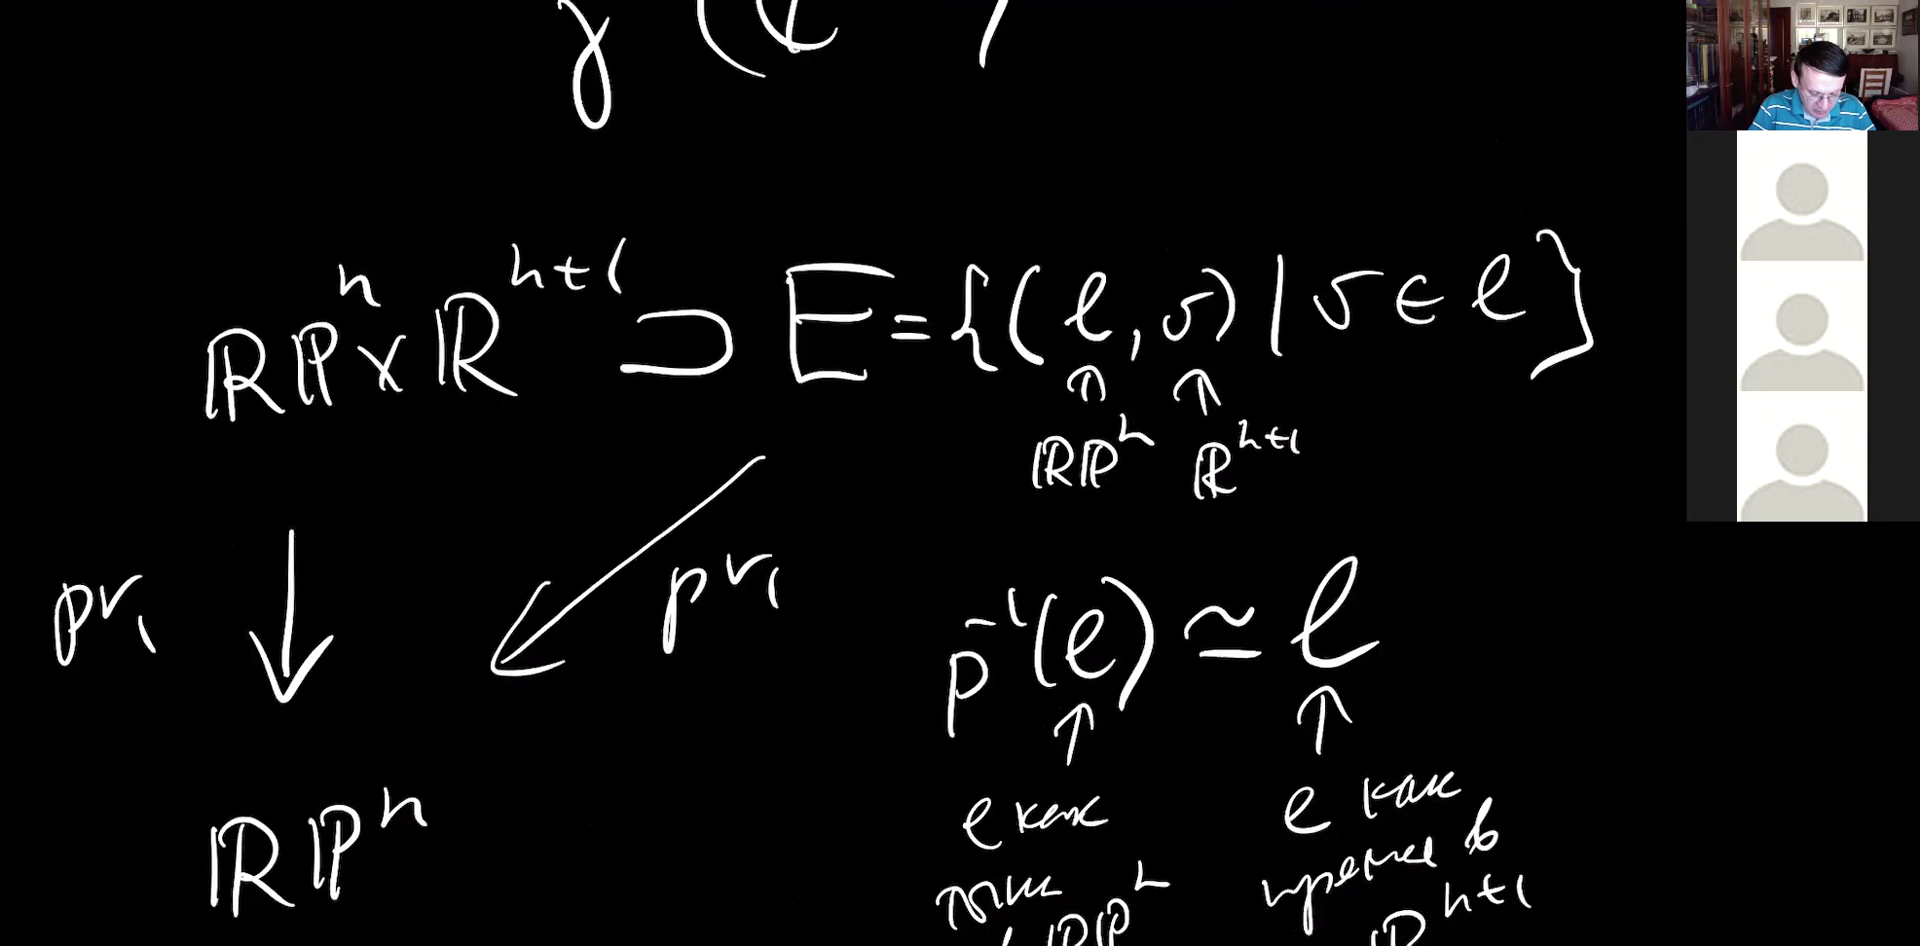 γ (
ℝℙⁿ × ℝⁿ⁺¹ ⊃ E = {(ℓ, v) | v ∈ ℓ}
↑ ↑
ℝℙⁿ ℝⁿ⁺¹
pr₁ ↓ ↙ pr₁
p⁻¹(ℓ) ≃ ℓ
↑ ↑
ℝℙⁿ
ℓ как ℓ как
точка прямая в
в ℝℙⁿ ℝⁿ⁺¹